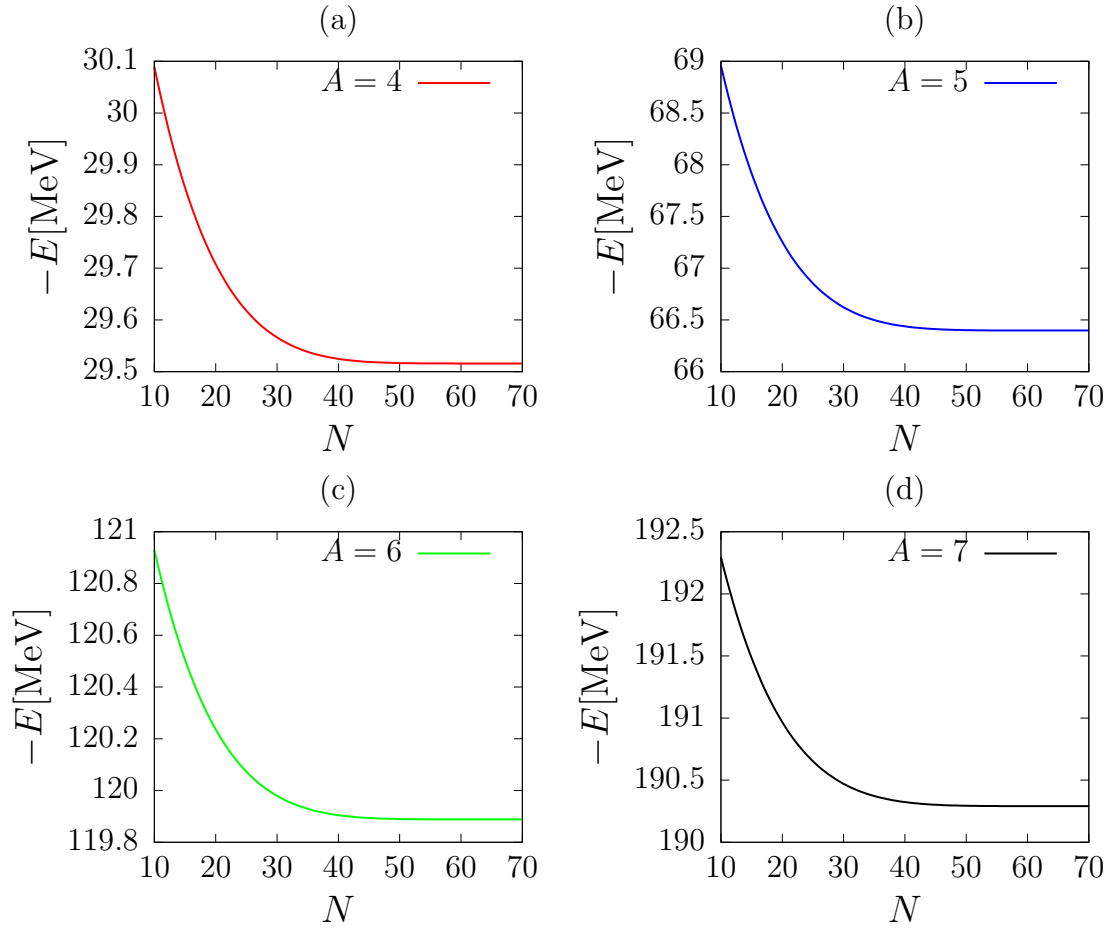 (a)
30.1
30
29.9
29.8
29.7
29.6
29.5
−E[MeV]
A = 4
10 20 30 40 50 60 70
N
(b)
69
68.5
68
67.5
67
66.5
66
−E[MeV]
A = 5
10 20 30 40 50 60 70
N
(c)
121
120.8
120.6
120.4
120.2
120
119.8
−E[MeV]
A = 6
10 20 30 40 50 60 70
N
(d)
192.5
192
191.5
191
190.5
190
−E[MeV]
A = 7
10 20 30 40 50 60 70
N